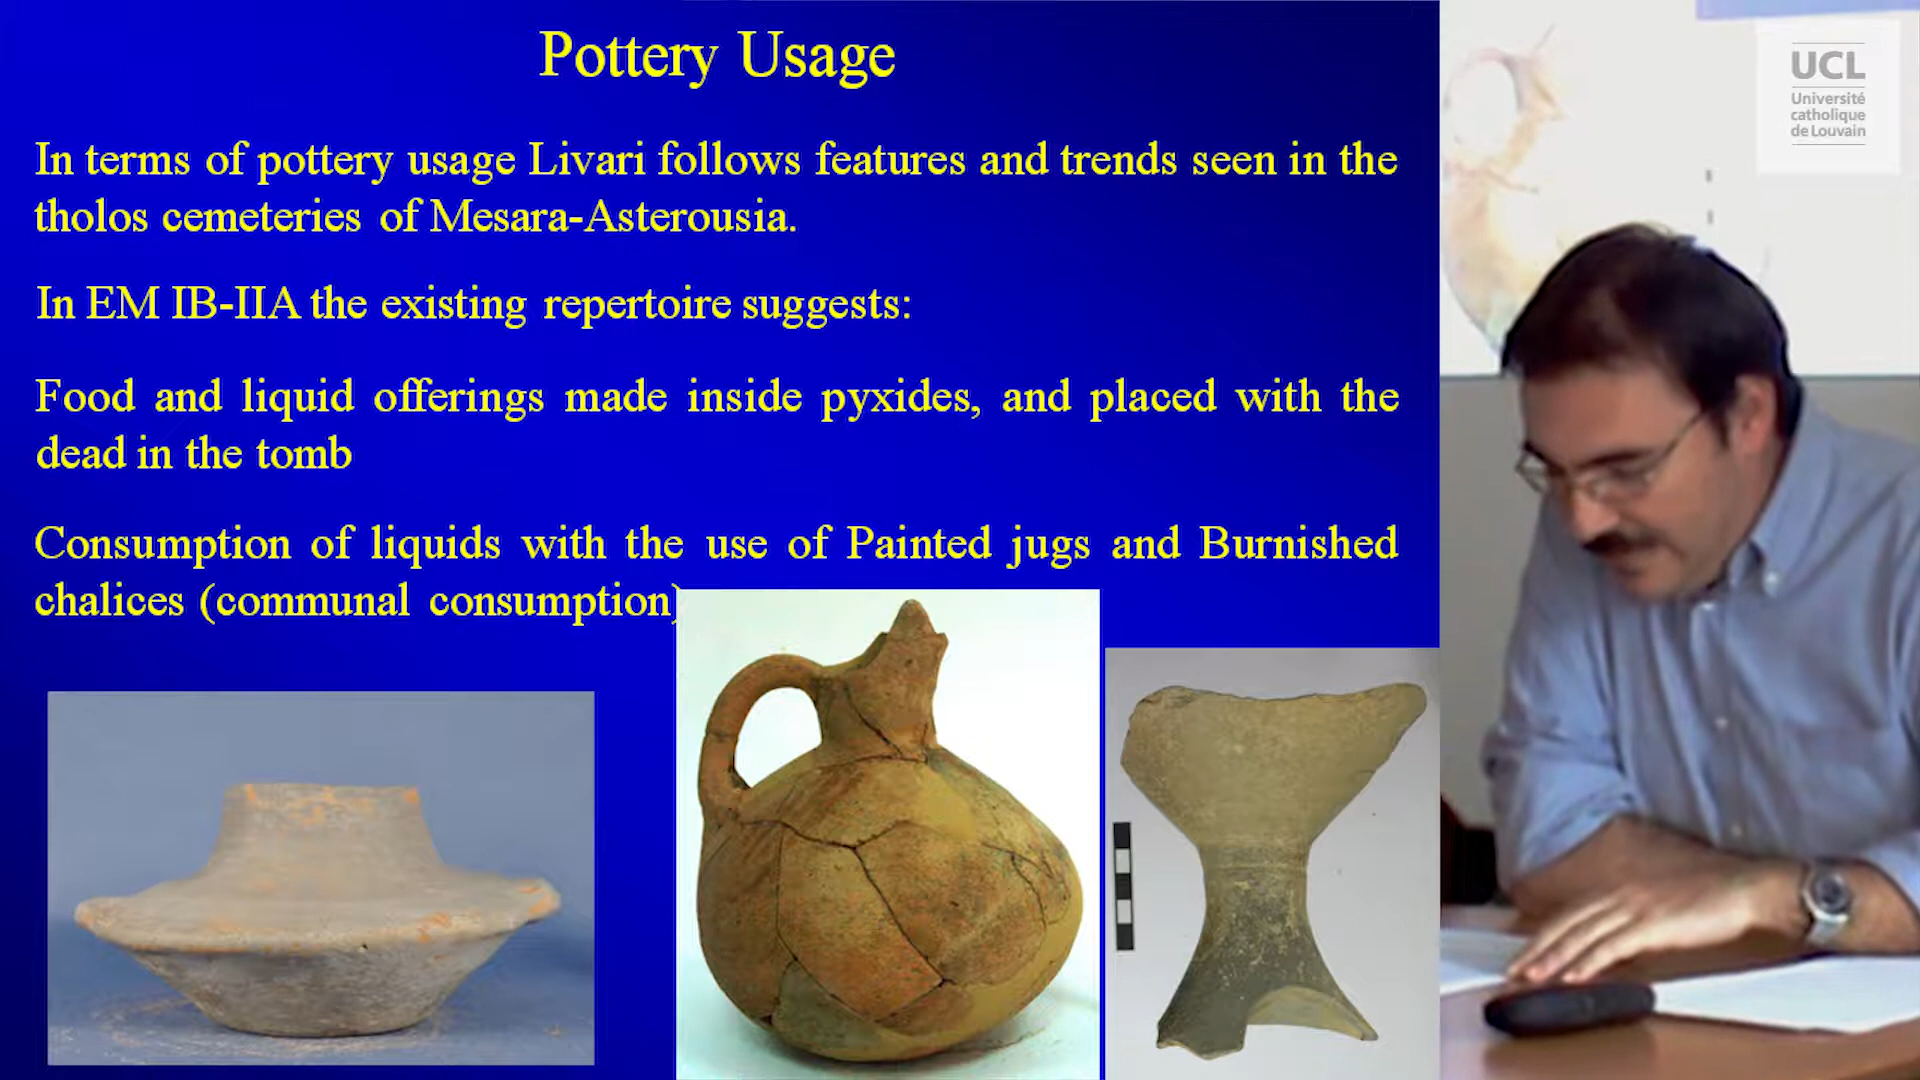 Pottery Usage
In terms of pottery usage Livari follows features and trends seen in the
tholos cemeteries of Mesara-Asterousia.
In EM IB-IIA the existing repertoire suggests:
Food and liquid offerings made inside pyxides, and placed with the
dead in the tomb
Consumption of liquids with the use of Painted jugs and Burnished
chalices (communal consumption)
UCL
Université
catholique
de Louvain